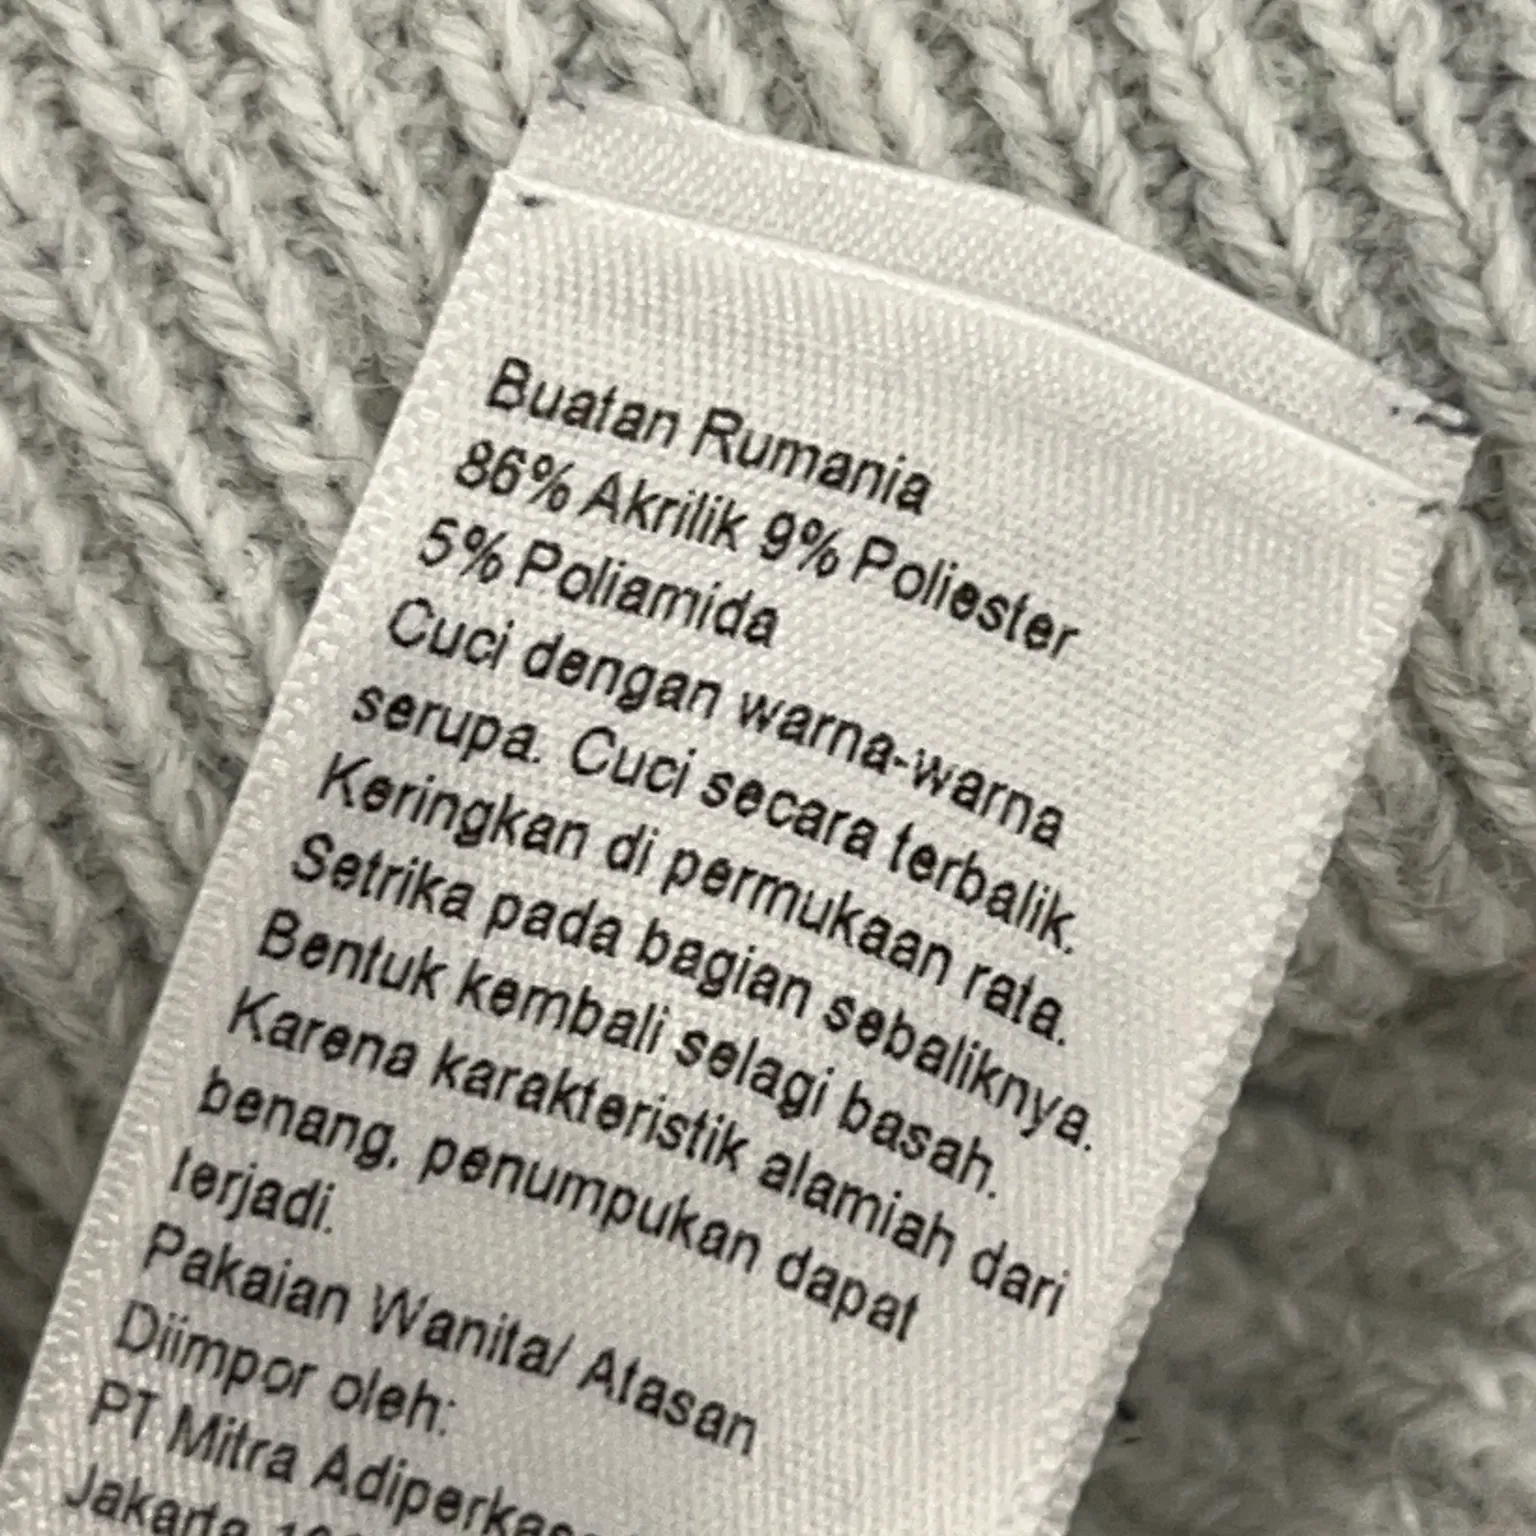 Buatan Rumania
86% Akrilik 9% Poliester
5% Poliamida
Cuci dengan warna-warna
serupa. Cuci secara terbalik.
Keringkan di permukaan rata.
Setrika pada bagian sebaliknya.
Bentuk kembali selagi basah.
Karena karakteristik alamiah dari
benang, penumpukan dapat
terjadi.
Pakaian Wanita/ Atasan
Diimpor oleh:
PT Mitra
Jakarta